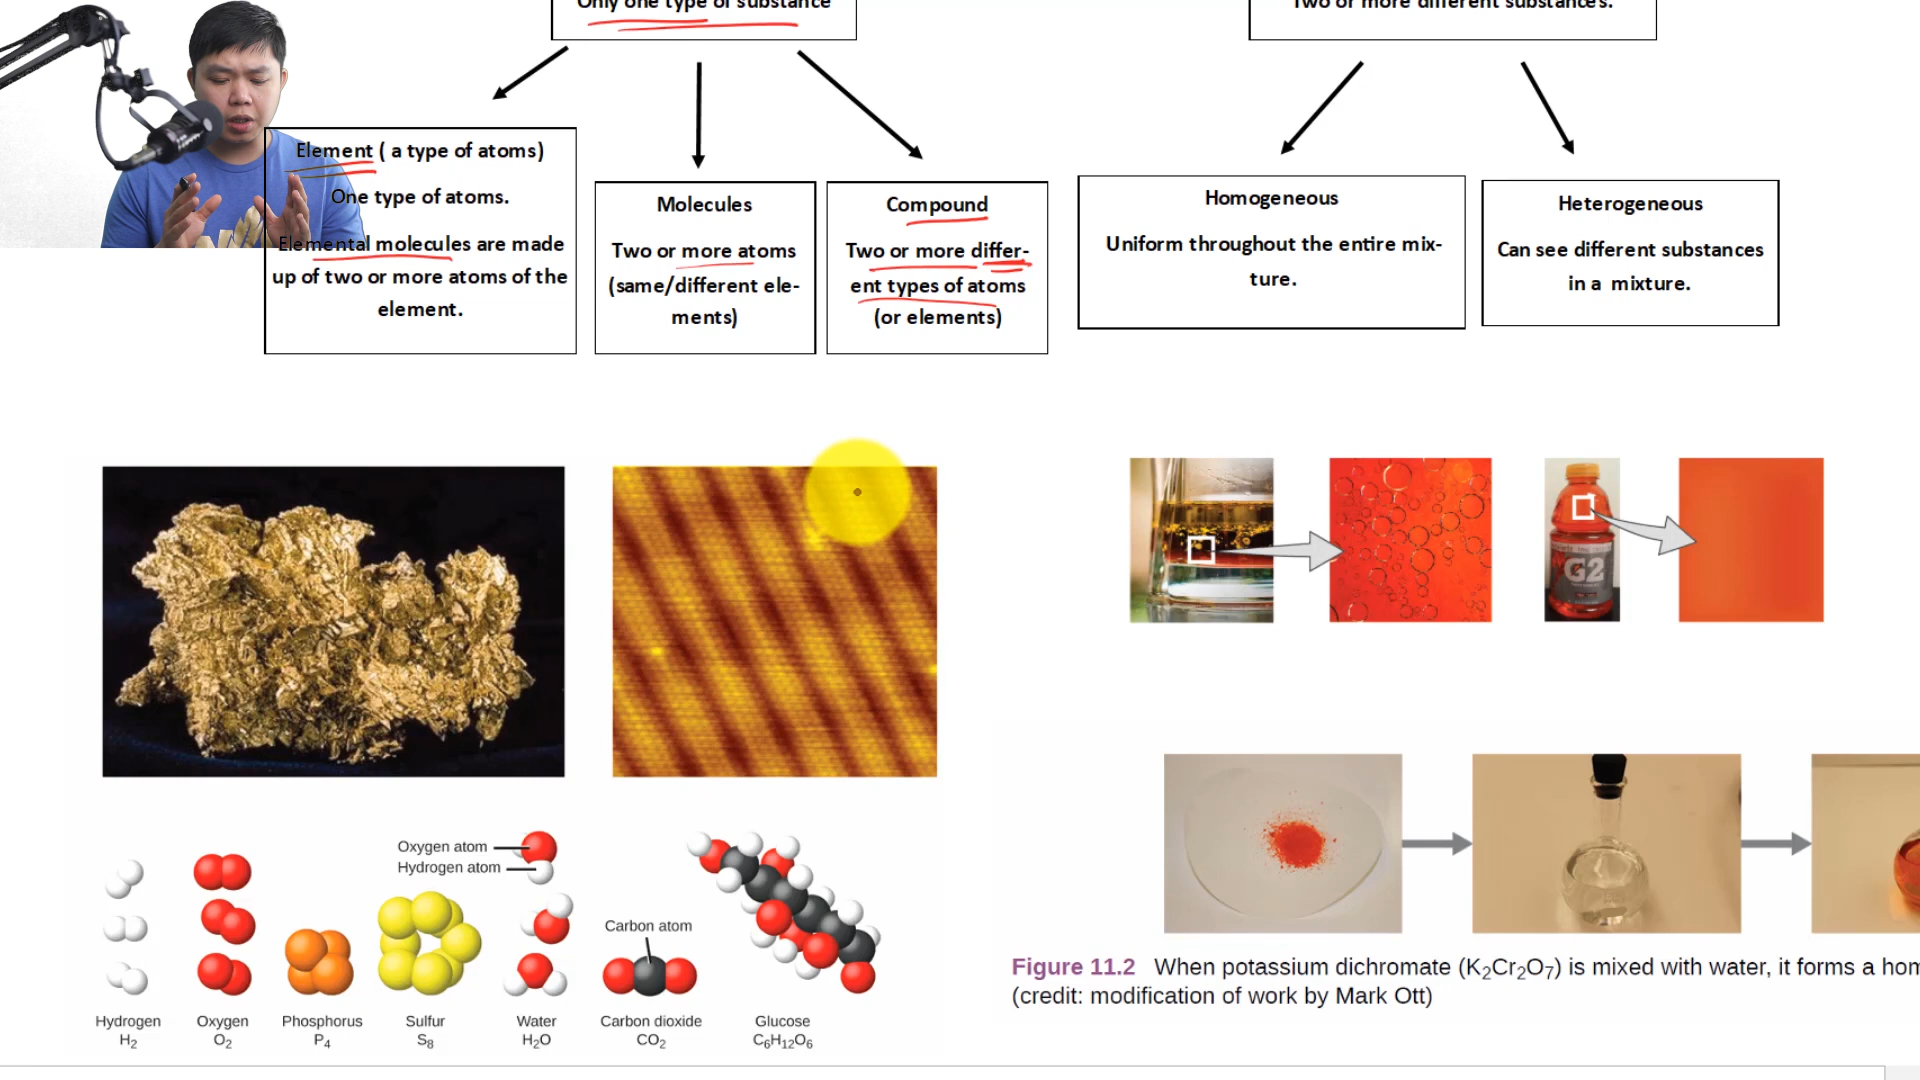 Only one type of substance
Two or more different substances.
Element ( a type of atoms)
One type of atoms.
Elemental molecules are made
up of two or more atoms of the
element.
Molecules
Two or more atoms
(same/different ele-
ments)
Compound
Two or more differ-
ent types of atoms
(or elements)
Homogeneous
Uniform throughout the entire mix-
ture.
Heterogeneous
Can see different substances
in a mixture.
G2
Oxygen atom
Hydrogen atom
Carbon atom
Hydrogen
H2
Oxygen
O2
Phosphorus
P4
Sulfur
S8
Water
H2O
Carbon dioxide
CO2
Glucose
C6H12O6
Figure 11.2 When potassium dichromate (K2Cr2O7) is mixed with water, it forms a hom
(credit: modification of work by Mark Ott)